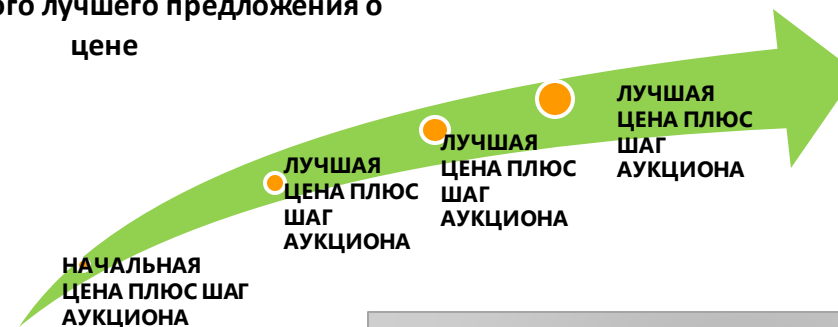 лучшего предложения о
цене
ЛУЧШАЯ
ЦЕНА ПЛЮС
ШАГ
АУКЦИОНА
ЛУЧШАЯ
ЦЕНА ПЛЮС
ШАГ
АУКЦИОНА
ЛУЧШАЯ
ЦЕНА ПЛЮС
ШАГ
АУКЦИОНА
НАЧАЛЬНАЯ
ЦЕНА ПЛЮС ШАГ
АУКЦИОНА